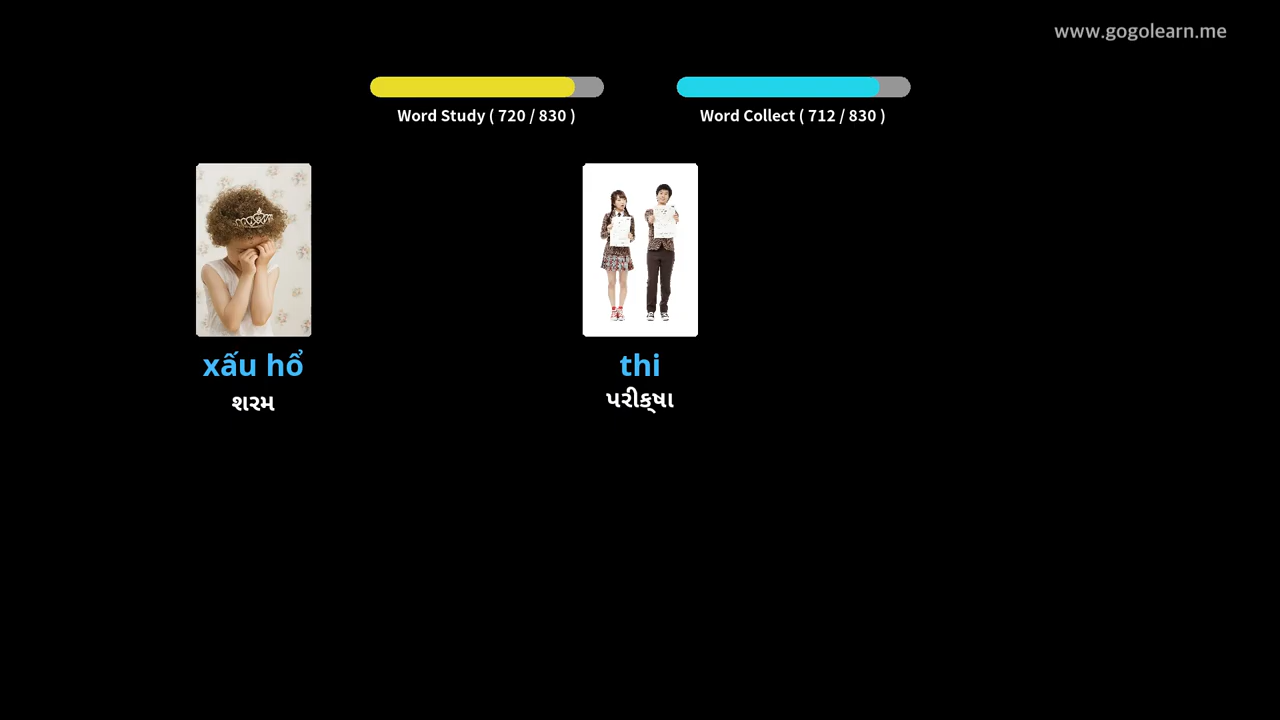 www.gogolearn.me
Word Study ( 720 / 830 )
Word Collect ( 712 / 830 )
xấu hổ
thi
શરમ
પરીક્ષા